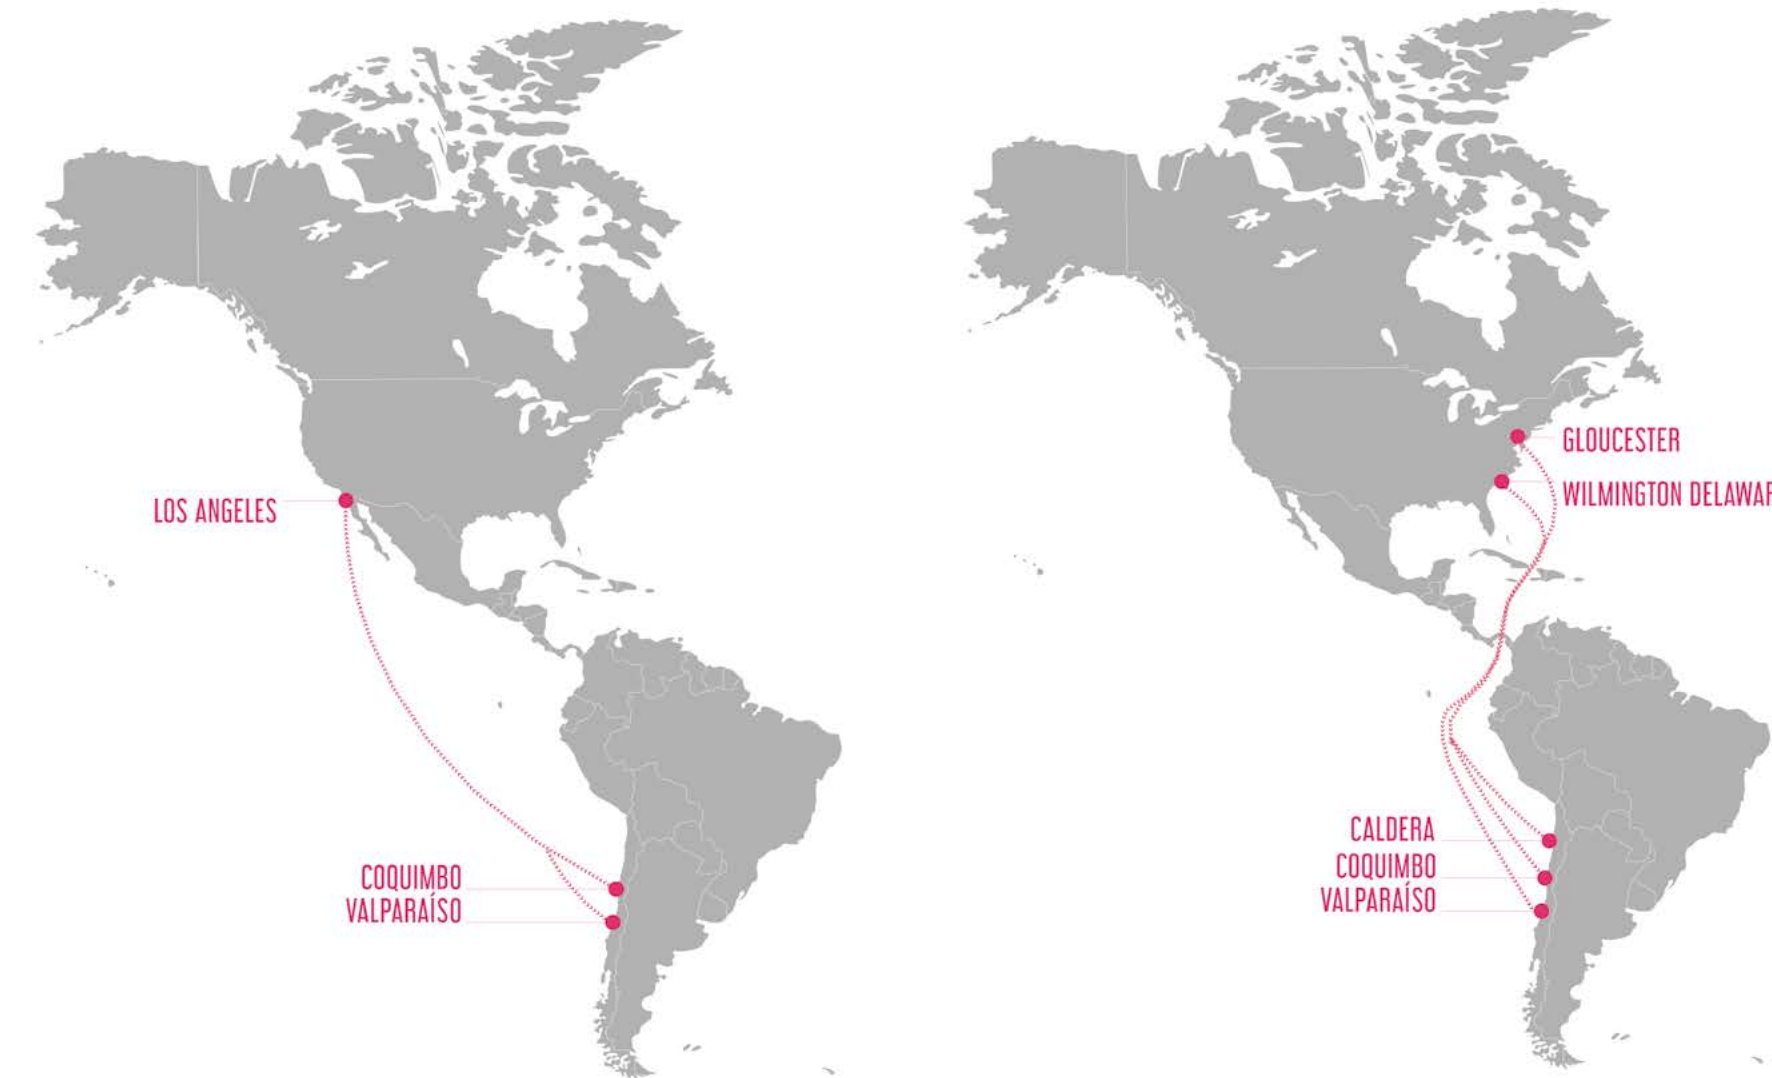 LOS ANGELES
COQUIMBO
VALPARAÍSO
GLOUCESTER
WILMINGTON DELAWAR
CALDERA
COQUIMBO
VALPARAÍSO